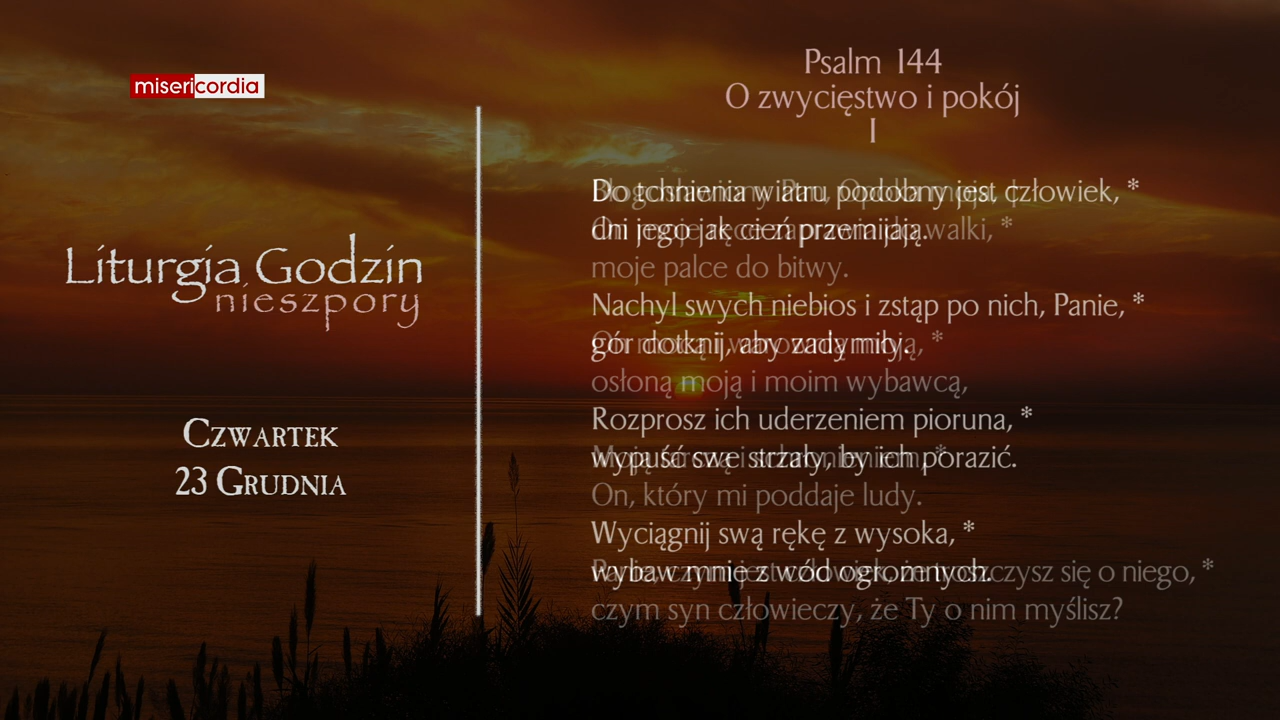 misericordia
Liturgia Godzin
nieszpory
Czwartek
23 Grudnia
Psalm 144
O zwycięstwo i pokój
I
Do tchnienia wiatru podobny jest człowiek, *
dni jego jak cień przemijają.
walki, *
moje palce do bitwy.
Nachyl swych niebios i zstąp po nich, Panie, *
gór dotknij, aby zadymiły.
osłoną moją i moim wybawcą,
Rozprosz ich uderzeniem pioruna, *
wypuść swe strzały, by ich porazić.
On, który mi poddaje ludy.
Wyciągnij swą rękę z wysoka, *
wybaw mnie z wód ogromnych.
się o niego, *
czym syn człowieczy, że Ty o nim myślisz?